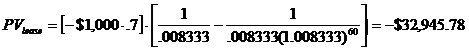 PV_lease = [-$1,000 · .7] · [1/.008333 - 1/.008333(1.008333)^60] = -$32,945.78